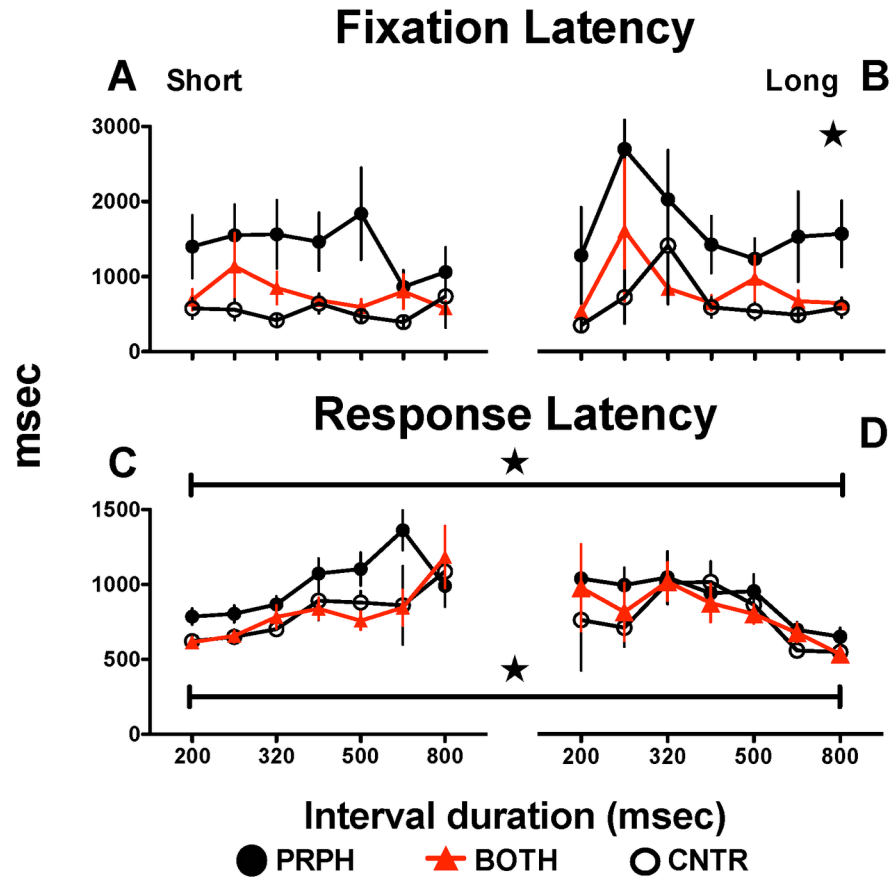 Fixation Latency
A Short Long B
3000
2000
1000
0
msec
Response Latency
C D
1500
1000
500
0
200 320 500 800 200 320 500 800
Interval duration (msec)
PRPH BOTH CNTR